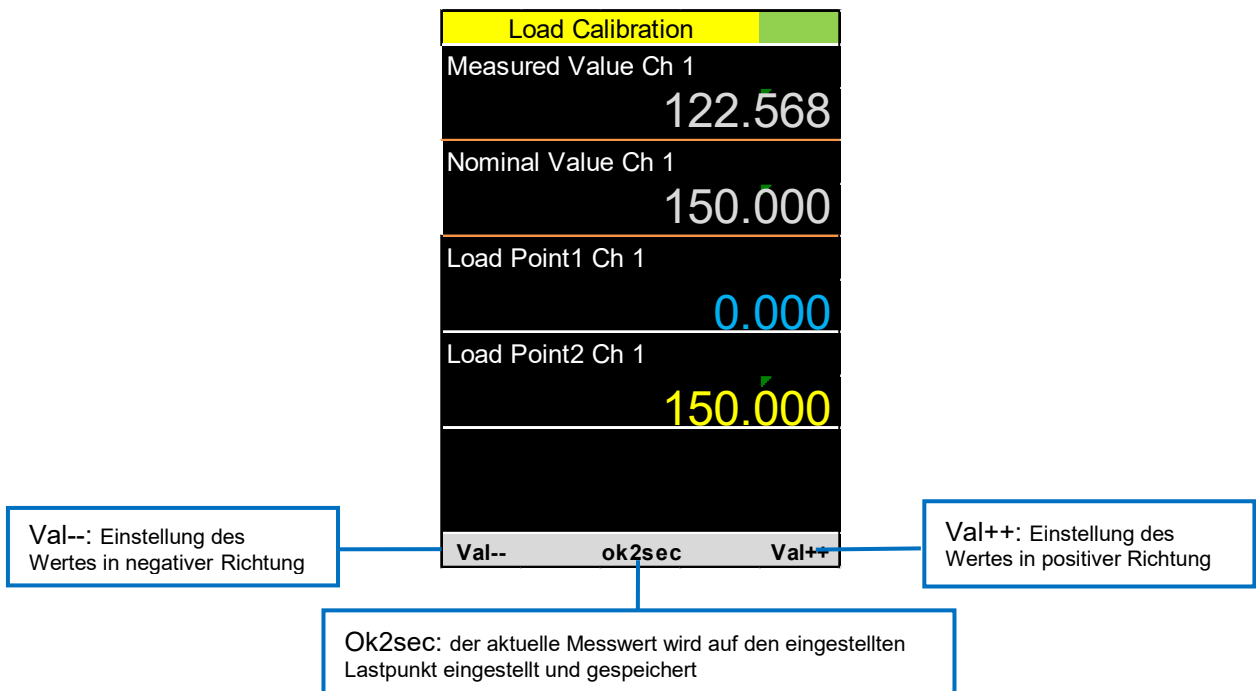 Load Calibration
Measured Value Ch 1
122.568
Nominal Value Ch 1
150.000
Load Point1 Ch 1
0.000
Load Point2 Ch 1
150.000
Val--: Einstellung des
Wertes in negativer Richtung
Val-- ok2sec Val++
Val++: Einstellung des
Wertes in positiver Richtung
Ok2sec: der aktuelle Messwert wird auf den eingestellten
Lastpunkt eingestellt und gespeichert